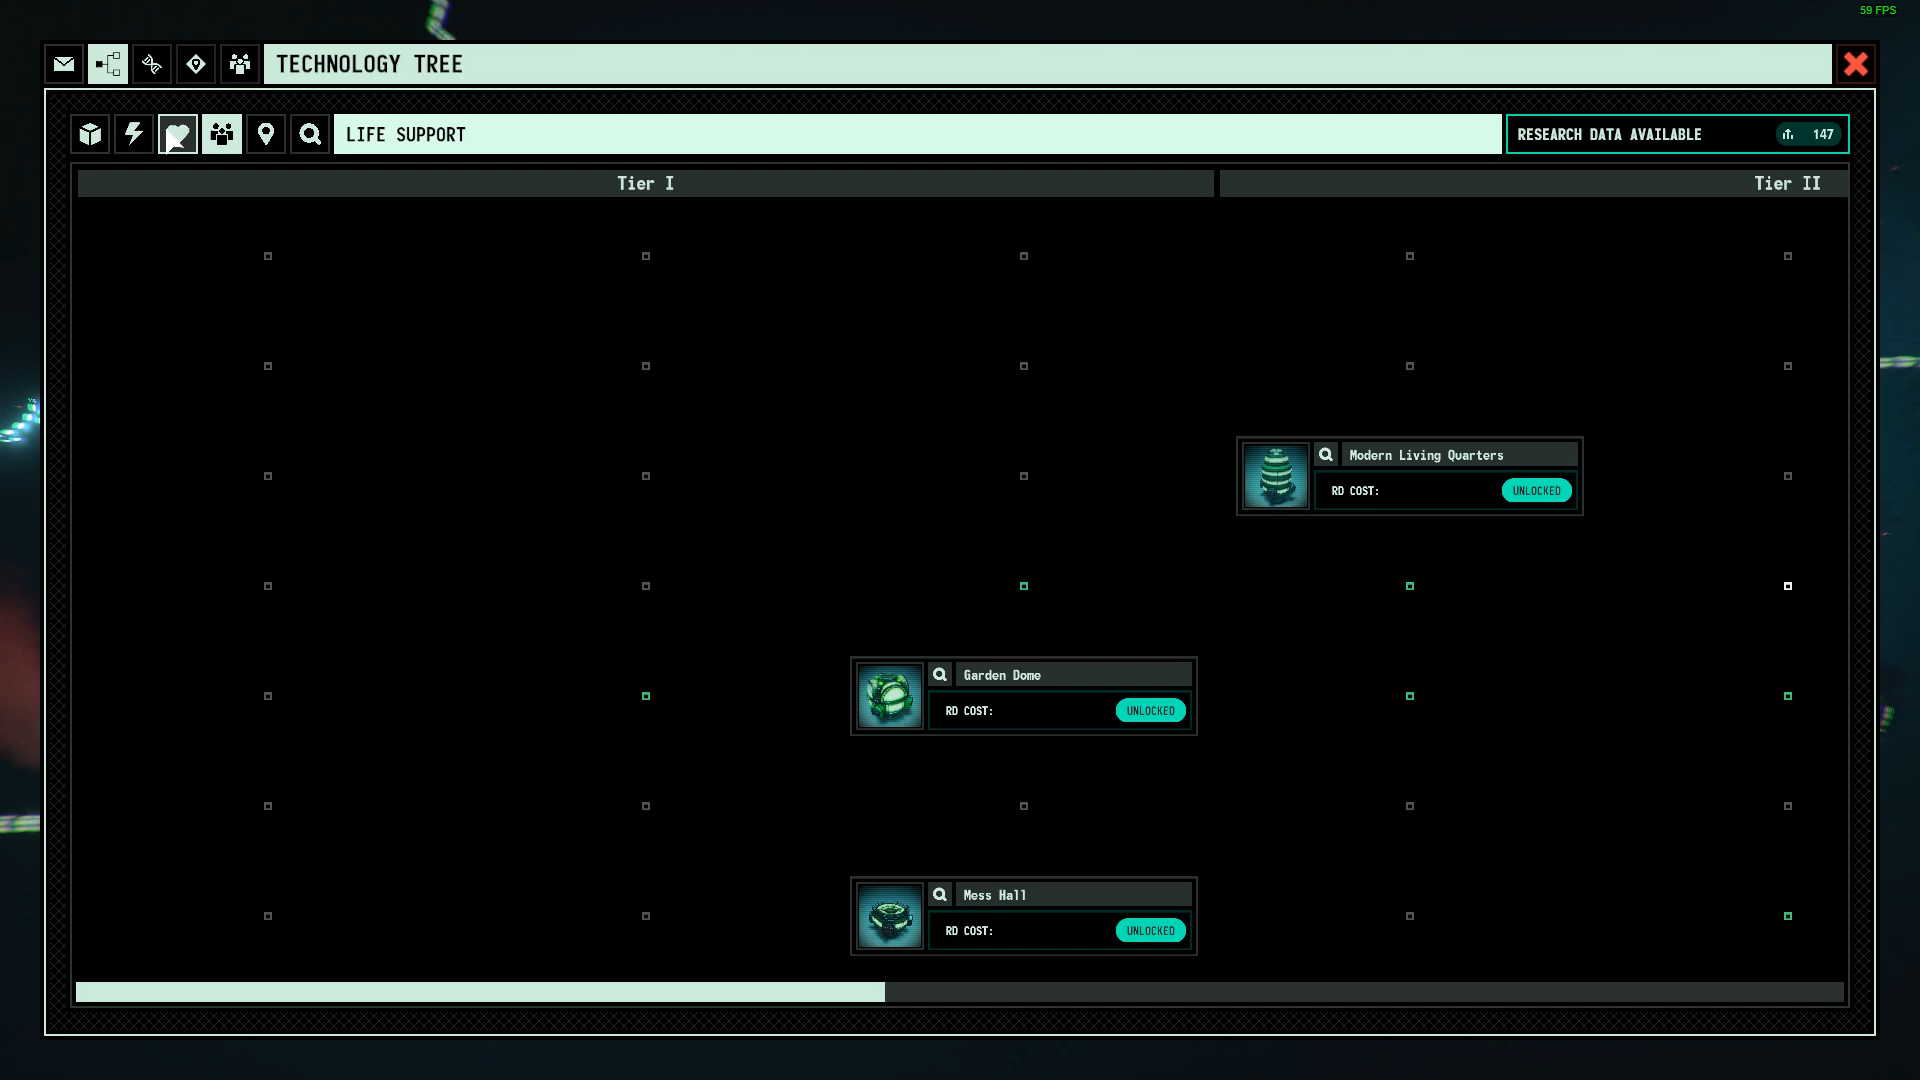 59 FPS
TECHNOLOGY TREE
LIFE SUPPORT
RESEARCH DATA AVAILABLE 147
Tier I
Tier II
Modern Living Quarters
RD COST: UNLOCKED
Garden Dome
RD COST: UNLOCKED
Mess Hall
RD COST: UNLOCKED